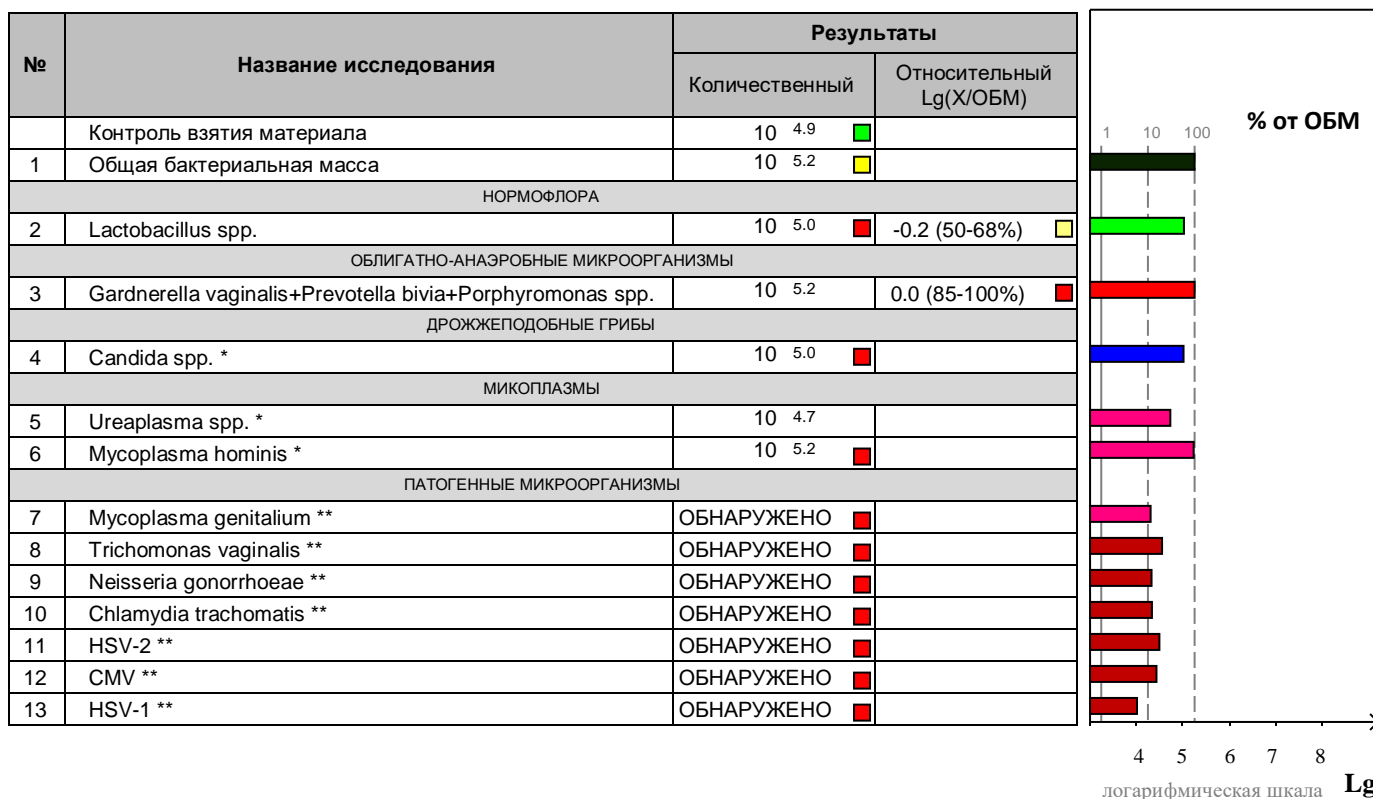 № Название исследования Результаты
Количественный Относительный Lg(X/ОБМ)
Контроль взятия материала 10 4.9
1 Общая бактериальная масса 10 5.2
НОРМОФЛОРА
2 Lactobacillus spp. 10 5.0 -0.2 (50-68%)
ОБЛИГАТНО-АНАЭРОБНЫЕ МИКРООРГАНИЗМЫ
3 Gardnerella vaginalis+Prevotella bivia+Porphyromonas spp. 10 5.2 0.0 (85-100%)
ДРОЖЖЕПОДОБНЫЕ ГРИБЫ
4 Candida spp. * 10 5.0
МИКОПЛАЗМЫ
5 Ureaplasma spp. * 10 4.7
6 Mycoplasma hominis * 10 5.2
ПАТОГЕННЫЕ МИКРООРГАНИЗМЫ
7 Mycoplasma genitalium ** ОБНАРУЖЕНО
8 Trichomonas vaginalis ** ОБНАРУЖЕНО
9 Neisseria gonorrhoeae ** ОБНАРУЖЕНО
10 Chlamydia trachomatis ** ОБНАРУЖЕНО
11 HSV-2 ** ОБНАРУЖЕНО
12 CMV ** ОБНАРУЖЕНО
13 HSV-1 ** ОБНАРУЖЕНО
1 10 100 % от ОБМ
4 5 6 7 8
логарифмическая шкала Lg